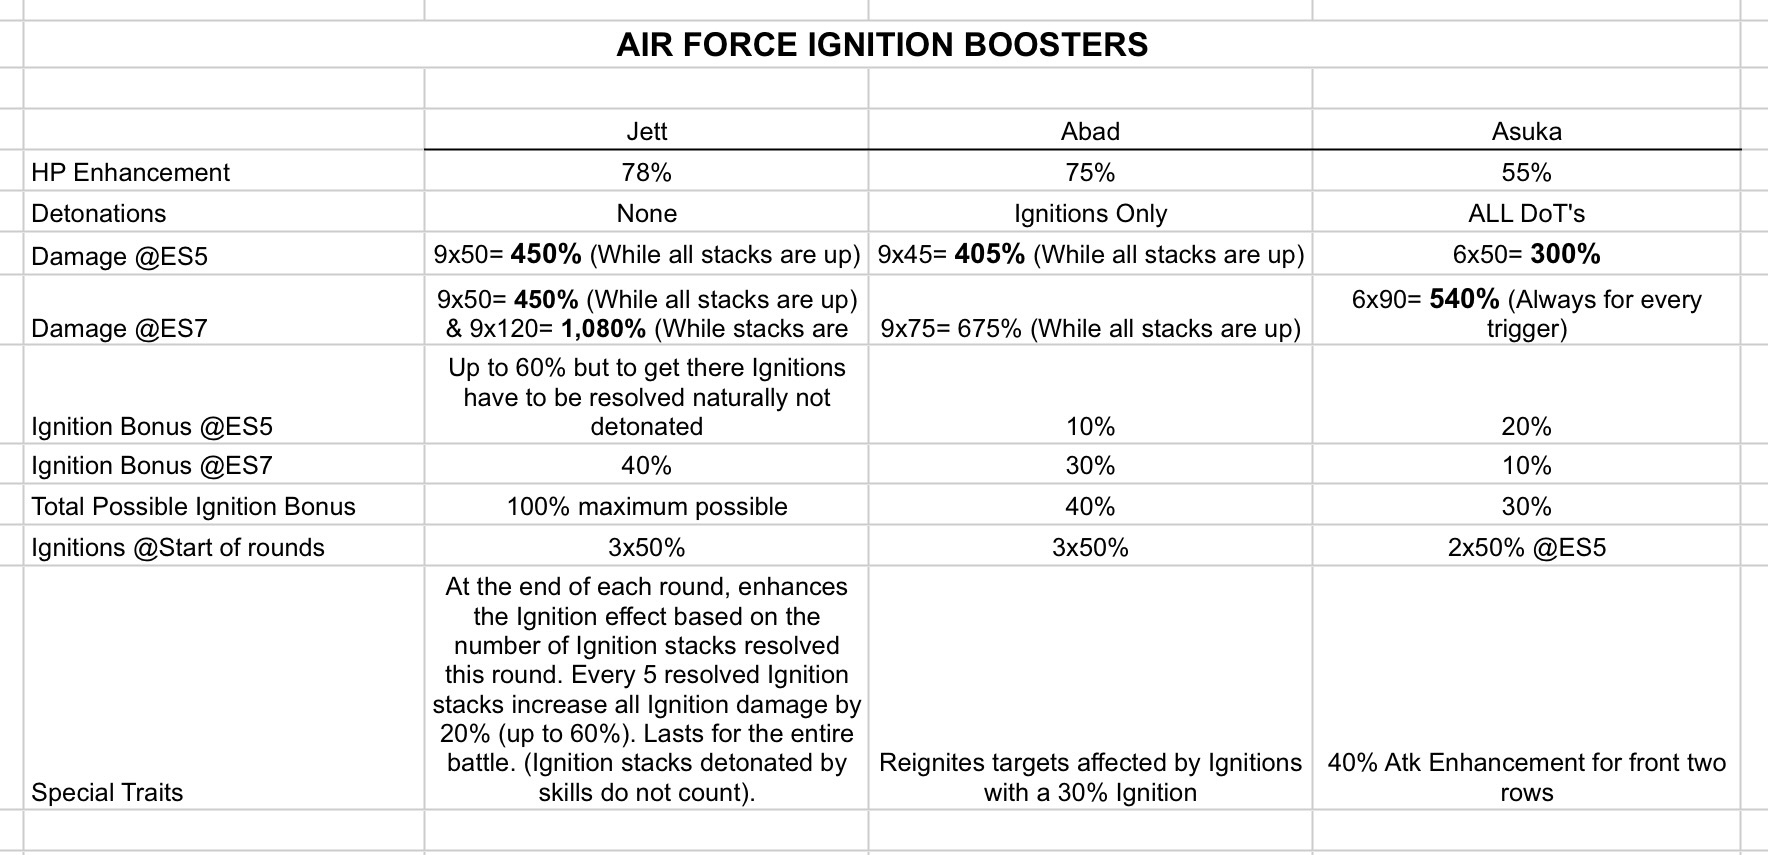 AIR FORCE IGNITION BOOSTERS
Jett Abad Asuka
HP Enhancement 78% 75% 55%
Detonations None Ignitions Only ALL DoT's
Damage @ES5 9x50= 450% (While all stacks are up) 9x45= 405% (While all stacks are up) 6x50= 300%
9x50= 450% (While all stacks are up) 6x90= 540% (Always for every
Damage @ES7 & 9x120= 1,080% (While stacks are 9x75= 675% (While all stacks are up) trigger)
Up to 60% but to get there Ignitions
have to be resolved naturally not
Ignition Bonus @ES5 detonated 10% 20%
Ignition Bonus @ES7 40% 30% 10%
Total Possible Ignition Bonus 100% maximum possible 40% 30%
Ignitions @Start of rounds 3x50% 3x50% 2x50% @ES5
At the end of each round, enhances
the Ignition effect based on the
number of Ignition stacks resolved
this round. Every 5 resolved Ignition
stacks increase all Ignition damage by
20% (up to 60%). Lasts for the entire
battle. (Ignition stacks detonated by Reignites targets affected by Ignitions 40% Atk Enhancement for front two
Special Traits skills do not count). with a 30% Ignition rows